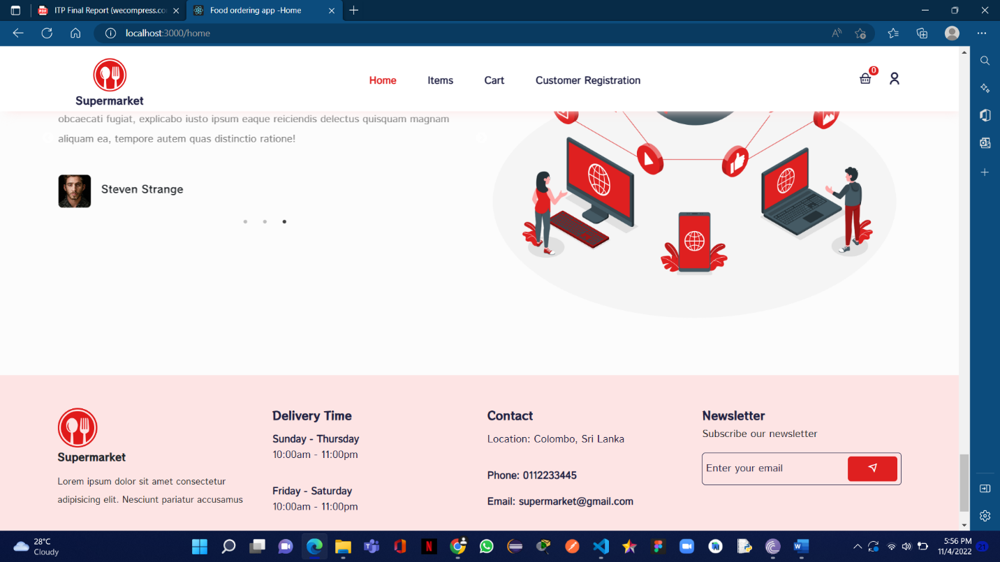 ITP Final Report (wecompress.co
Food ordering app -Home
localhost:3000/home
Supermarket
Home
Items
Cart
Customer Registration
0
obcaecati fugiat, explicabo iusto ipsum eaque reiciendis delectus quisquam magnam
aliquam ea, tempore autem quas distinctio ratione!
Steven Strange
Supermarket
Lorem ipsum dolor sit amet consectetur
adipisicing elit. Nesciunt pariatur accusamus
Delivery Time
Sunday - Thursday
10:00am - 11:00pm
Friday - Saturday
10:00am - 11:00pm
Contact
Location: Colombo, Sri Lanka
Phone: 0112233445
Email: supermarket@gmail.com
Newsletter
Subscribe our newsletter
Enter your email
28°C
Cloudy
5:56 PM
11/4/2022
21